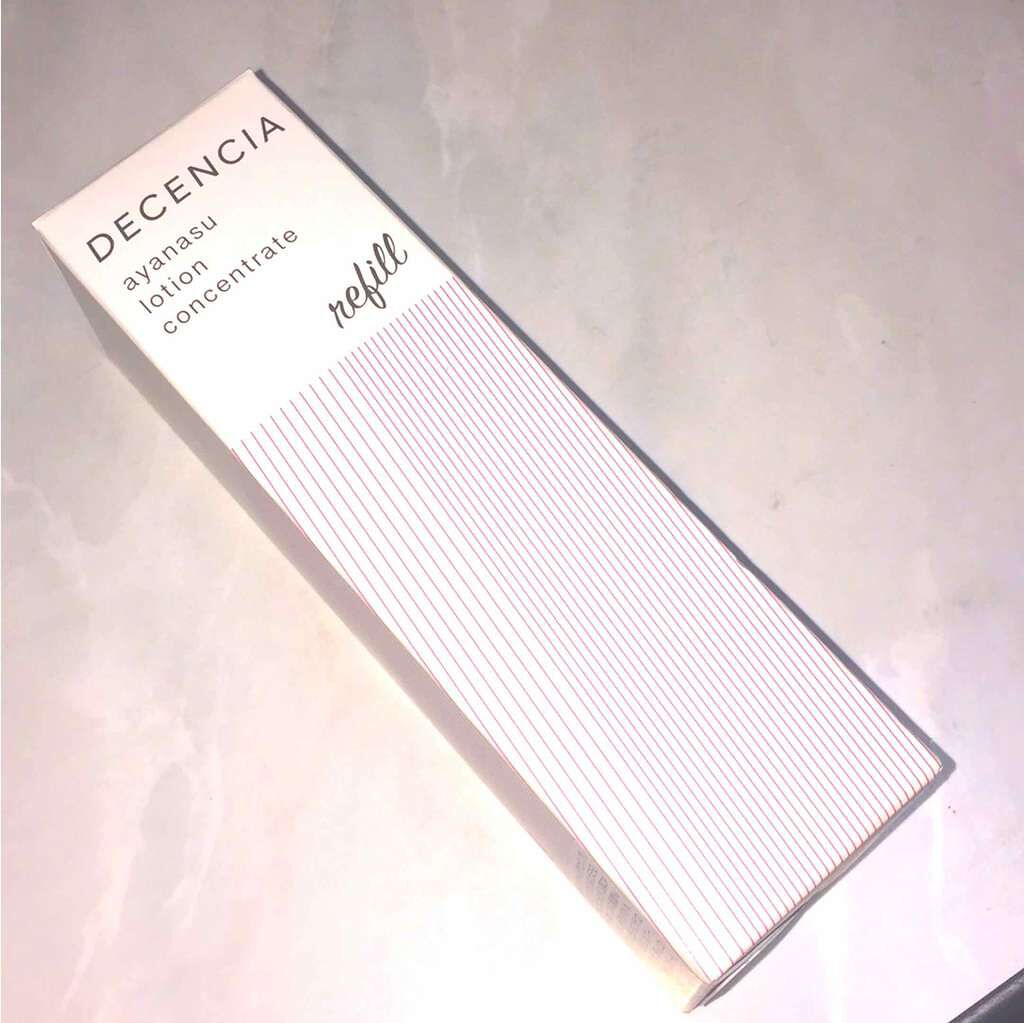 DECENCIA
ayanasu
lotion
concentrate
refill